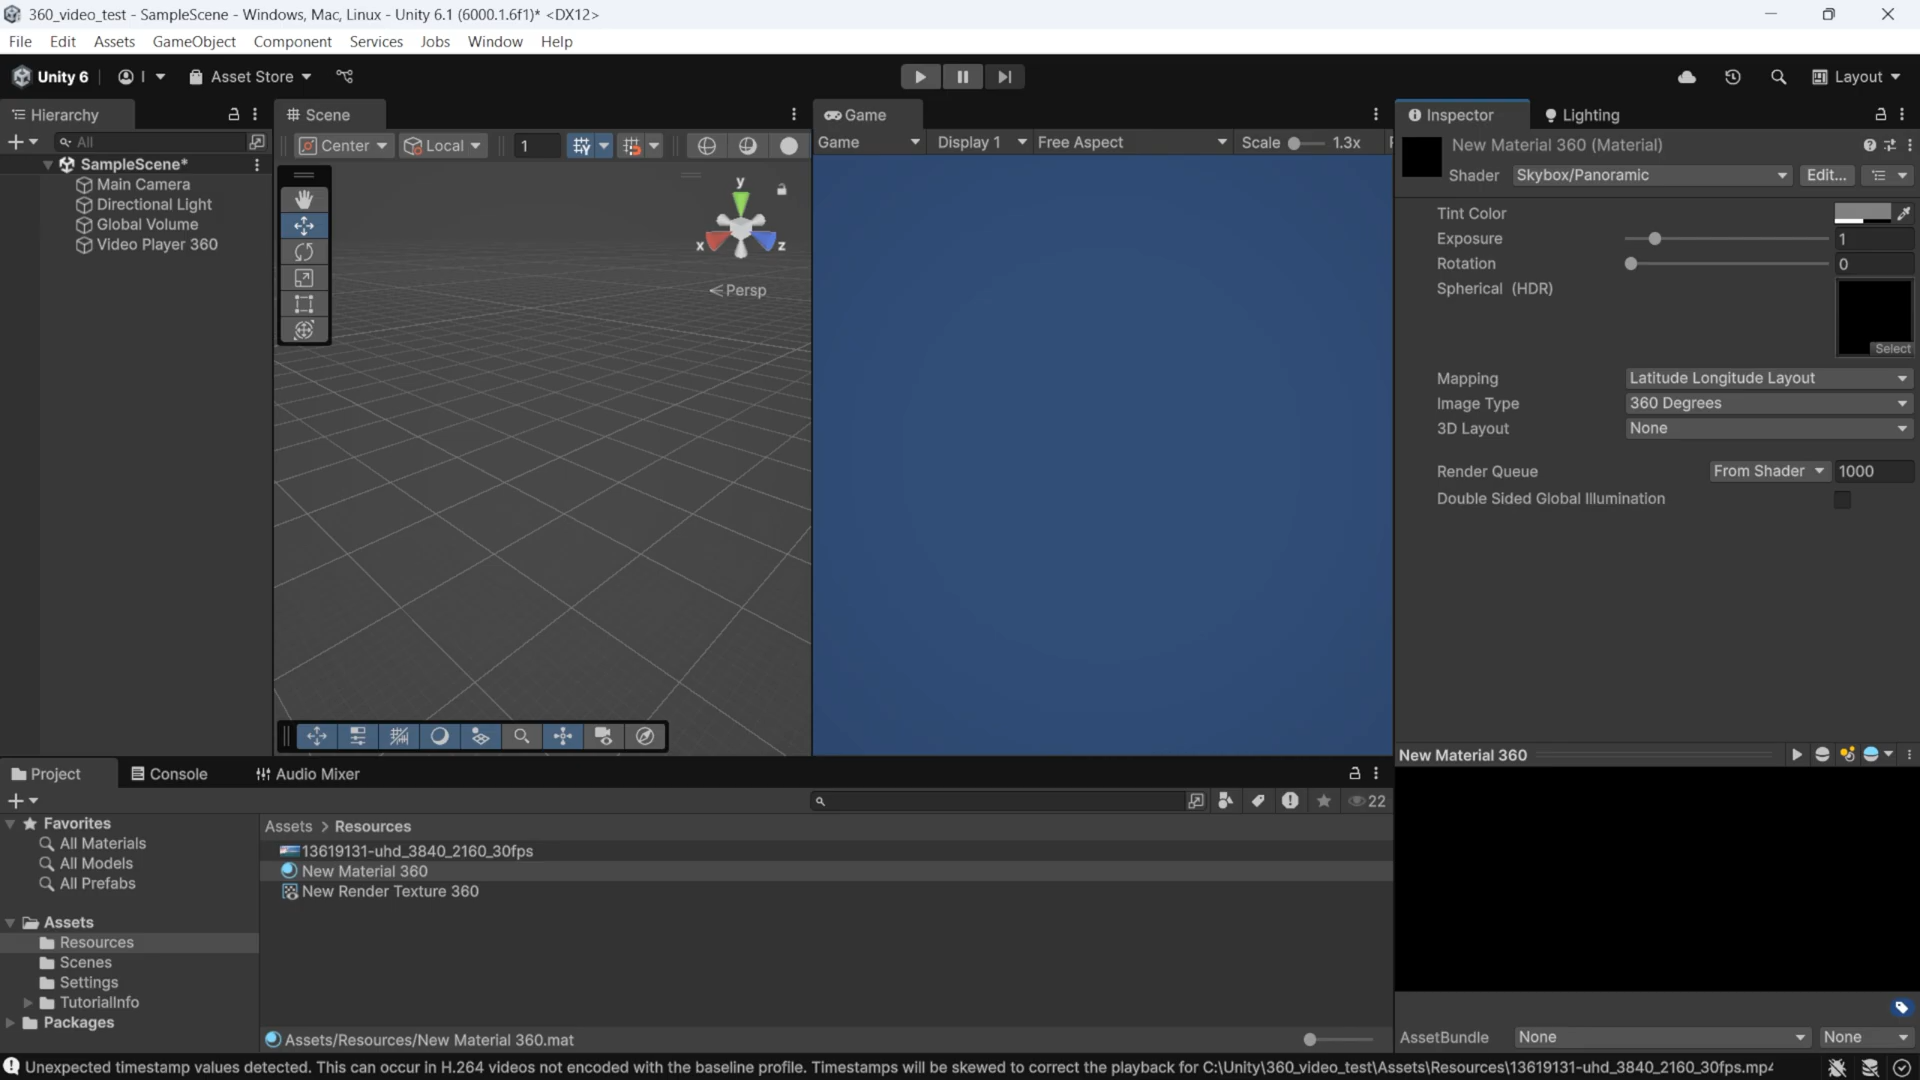 360_video_test - SampleScene - Windows, Mac, Linux - Unity 6.1 (6000.1.6f1)* <DX12>
File Edit Assets GameObject Component Services Jobs Window Help
Unity 6 I Asset Store Layout
Hierarchy
All
SampleScene*
Main Camera
Directional Light
Global Volume
Video Player 360
Scene
Center Local 1
y
x z
Persp
Game
Game Display 1 Free Aspect Scale 1.3x
Inspector Lighting
New Material 360 (Material)
Shader Skybox/Panoramic Edit...
Tint Color
Exposure 1
Rotation 0
Spherical (HDR)
Select
Mapping Latitude Longitude Layout
Image Type 360 Degrees
3D Layout None
Render Queue From Shader 1000
Double Sided Global Illumination
New Material 360
AssetBundle None None
Project Console Audio Mixer
22
Favorites
All Materials
All Models
All Prefabs
Assets
Resources
Scenes
Settings
TutorialInfo
Packages
Assets > Resources
13619131-uhd_3840_2160_30fps
New Material 360
New Render Texture 360
Assets/Resources/New Material 360.mat
Unexpected timestamp values detected. This can occur in H.264 videos not encoded with the baseline profile. Timestamps will be skewed to correct the playback for C:\Unity\360_video_test\Assets\Resources\13619131-uhd_3840_2160_30fps.mp4